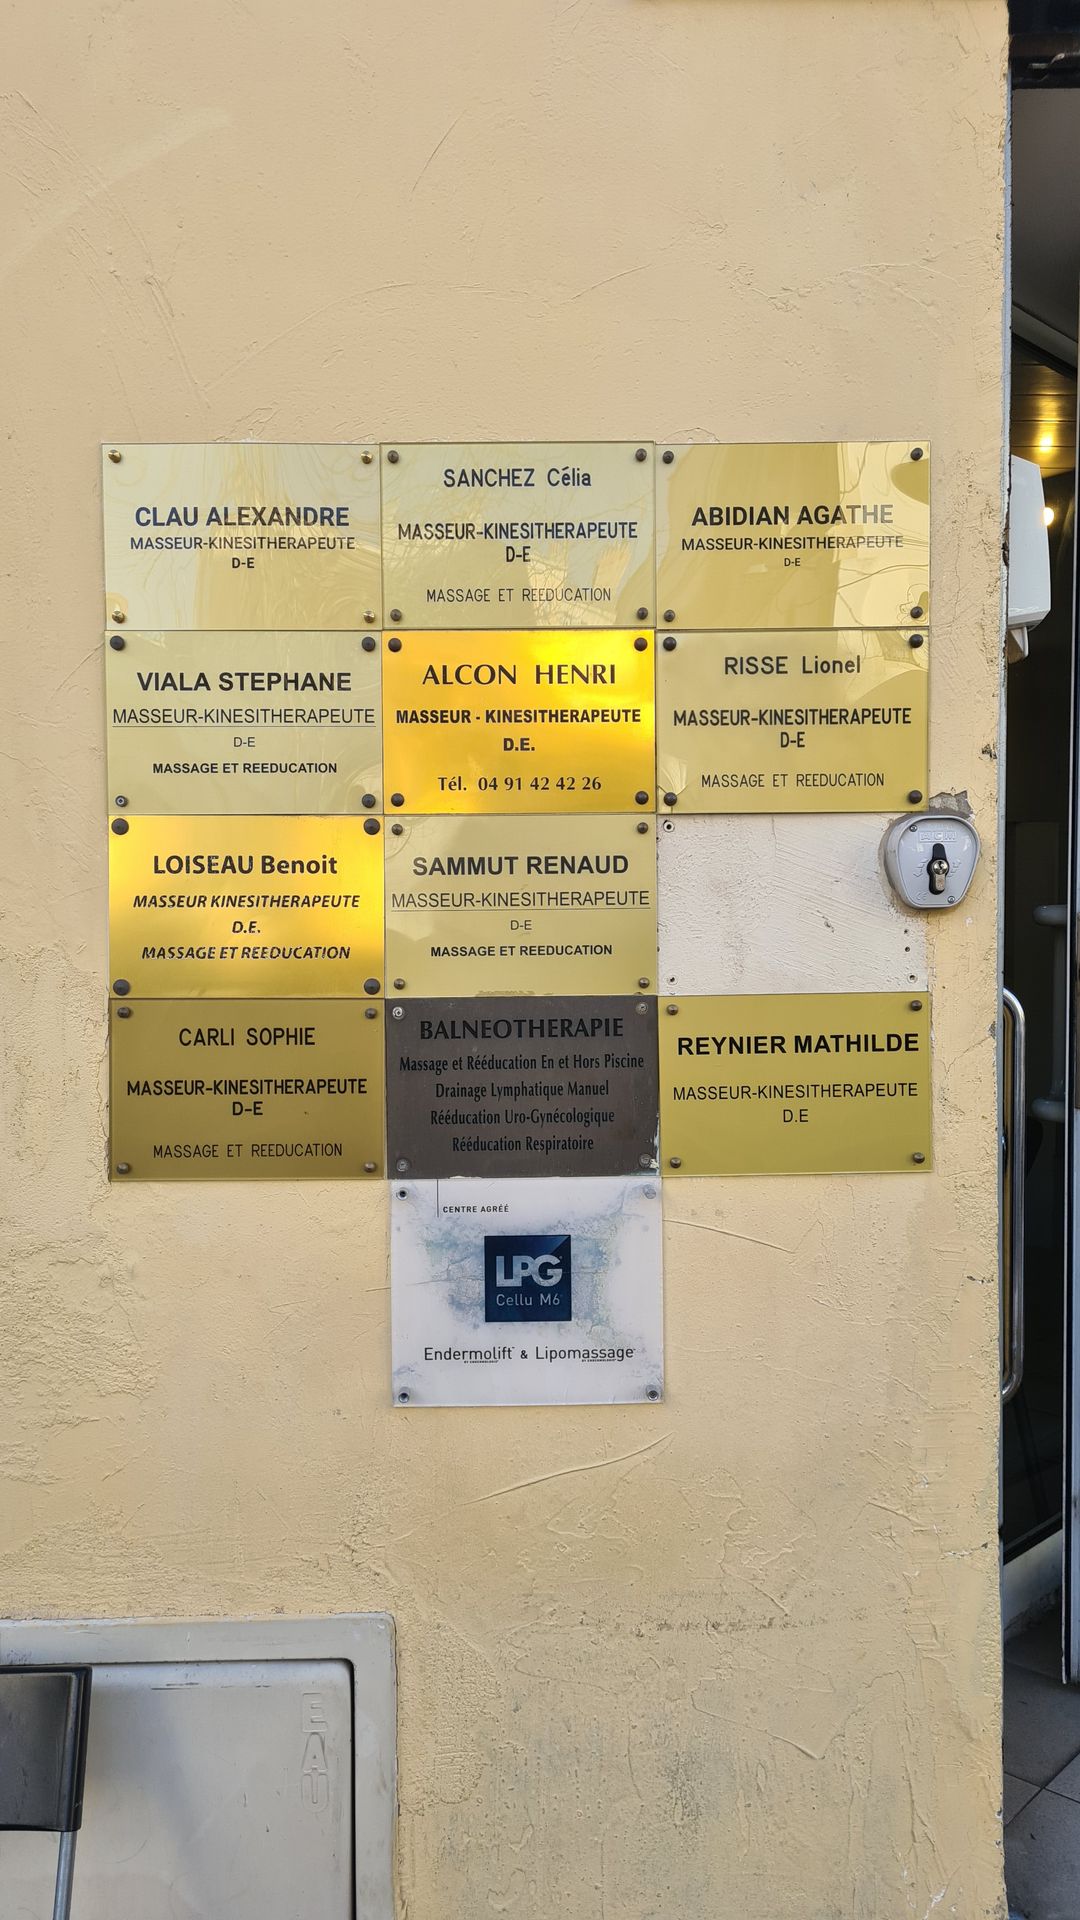 CLAU ALEXANDRE
MASSEUR-KINESITHERAPEUTE
D-E
SANCHEZ Célia
MASSEUR-KINESITHERAPEUTE
D-E
MASSAGE ET REEDUCATION
ABIDIAN AGATHE
MASSEUR-KINESITHERAPEUTE
D-E
VIALA STEPHANE
MASSEUR-KINESITHERAPEUTE
D-E
MASSAGE ET REEDUCATION
ALCON HENRI
MASSEUR - KINESITHERAPEUTE
D.E.
Tél. 04 91 42 42 26
RISSE Lionel
MASSEUR-KINESITHERAPEUTE
D-E
MASSAGE ET REEDUCATION
LOISEAU Benoit
MASSEUR KINESITHERAPEUTE
D.E.
MASSAGE ET REEDUCATION
SAMMUT RENAUD
MASSEUR-KINESITHERAPEUTE
D-E
MASSAGE ET REEDUCATION
CARLI SOPHIE
MASSEUR-KINESITHERAPEUTE
D-E
MASSAGE ET REEDUCATION
BALNEOTHERAPIE
Massage et Rééducation En et Hors Piscine
Drainage Lymphatique Manuel
Rééducation Uro-Gynécologique
Rééducation Respiratoire
REYNIER MATHILDE
MASSEUR-KINESITHERAPEUTE
D.E
CENTRE AGRÉÉ
LPG
Cellu M6
Endermolift & Lipomassage
EAU